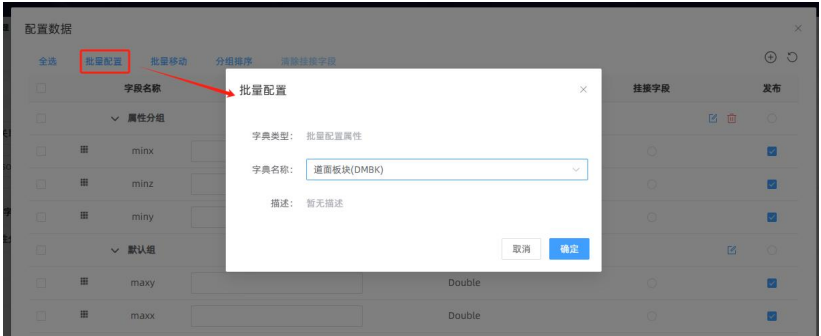 配置数据
全选 批量配置 批量移动 分组排序 清除挂接字段
字段名称 挂接字段 发布
属性分组
minx
minz
miny
默认组
maxy Double
maxx Double
批量配置
字典类型： 批量配置属性
字典名称： 道面板块(DMBK)
描述： 暂无描述
取消 确定